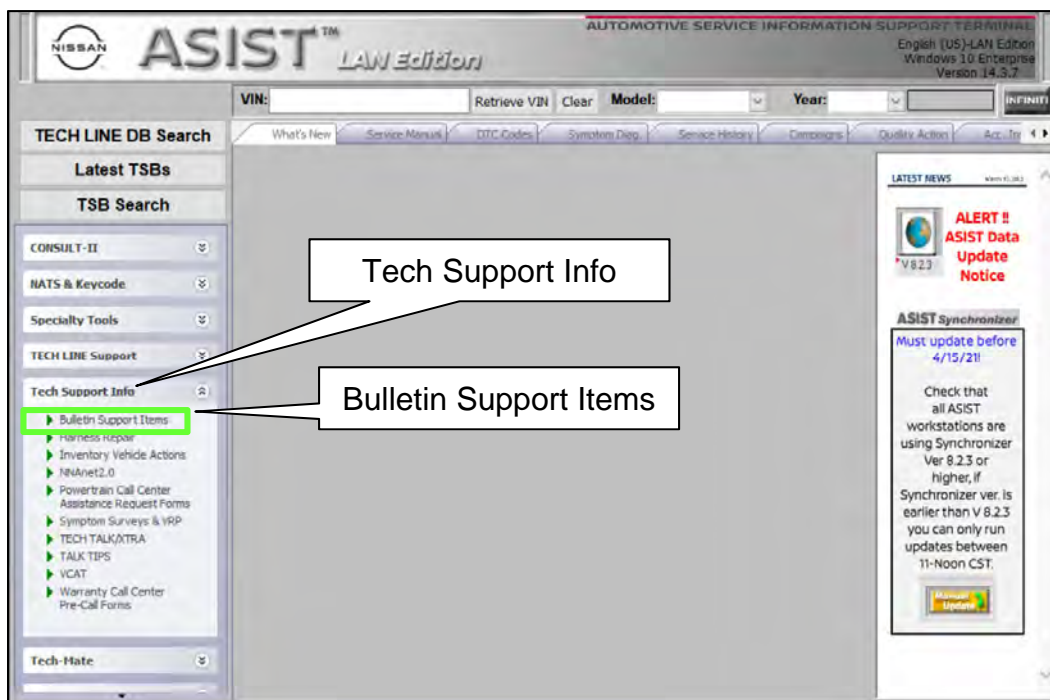 AUTOMOTIVE SERVICE INFORMATION SUPPORT TERMINAL
NISSAN ASIST™ LAN Edition
English (US)-LAN Edition
Windows 10 Enterprise
Version 14.3.7
VIN: Retrieve VIN Clear Model: Year: INFINITI
What's New Service Manual DTC Codes Symptom Diag. Service History Campaigns Quality Action Acc.
TECH LINE DB Search
Latest TSBs
TSB Search
CONSULT-II
NATS & Keycode
Specialty Tools
TECH LINE Support
Tech Support Info
Bulletin Support Items
Harness Repair
Inventory Vehicle Actions
NNAnet2.0
Powertrain Call Center
Assistance Request Forms
Symptom Surveys & VRP
TECH TALK/XTRA
TALK TIPS
VCAT
Warranty Call Center
Pre-Call Forms
Tech-Mate
Tech Support Info
Bulletin Support Items
LATEST NEWS
ALERT !!
ASIST Data
Update
Notice
V823
ASIST Synchronizer
Must update before
4/15/21!
Check that
all ASIST
workstations are
using Synchronizer
Ver 8.2.3 or
higher, if
Synchronizer ver. is
earlier than V 8.2.3
you can only run
updates between
11-Noon CST.
Manual
Update